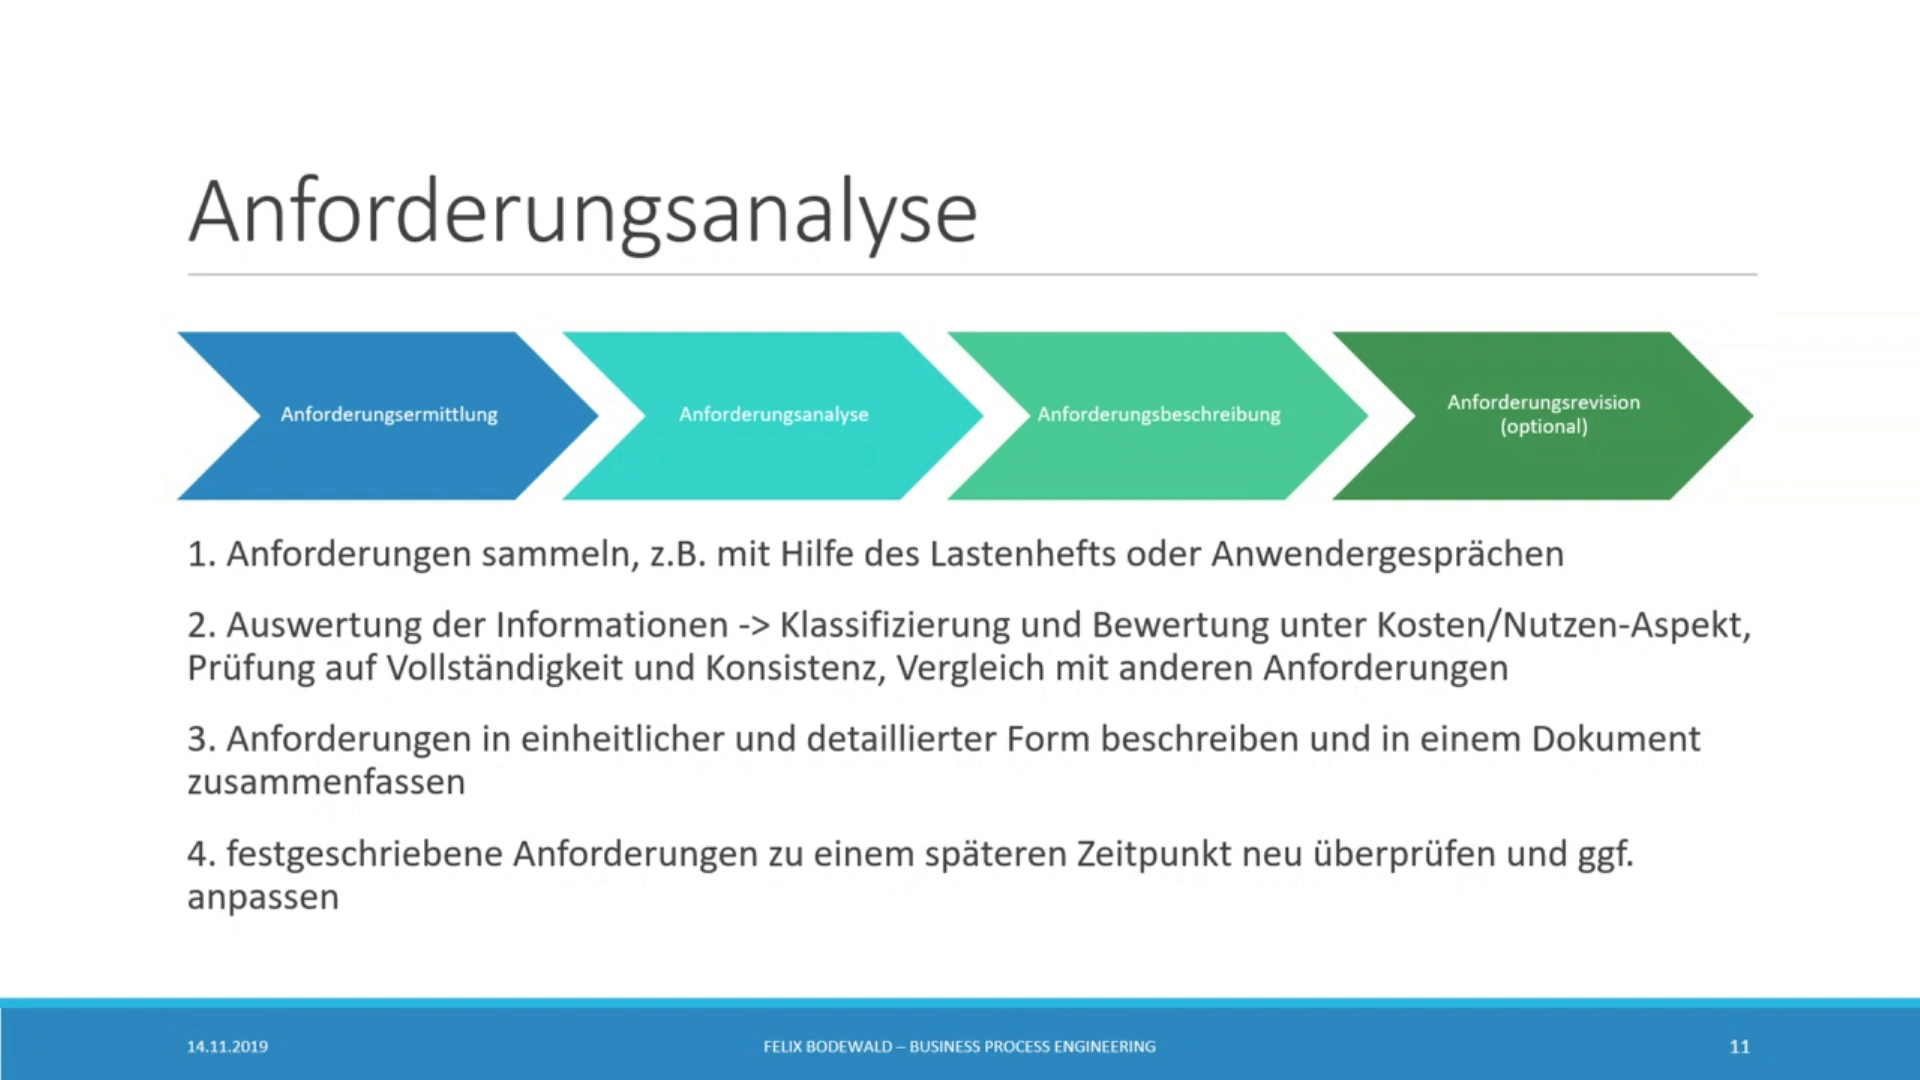 Anforderungsanalyse
Anforderungsermittlung
Anforderungsanalyse
Anforderungsbeschreibung
Anforderungsrevision
(optional)
1. Anforderungen sammeln, z.B. mit Hilfe des Lastenhefts oder Anwendergesprächen
2. Auswertung der Informationen -> Klassifizierung und Bewertung unter Kosten/Nutzen-Aspekt,
Prüfung auf Vollständigkeit und Konsistenz, Vergleich mit anderen Anforderungen
3. Anforderungen in einheitlicher und detaillierter Form beschreiben und in einem Dokument
zusammenfassen
4. festgeschriebene Anforderungen zu einem späteren Zeitpunkt neu überprüfen und ggf.
anpassen
14.11.2019
FELIX BODEWALD – BUSINESS PROCESS ENGINEERING
11